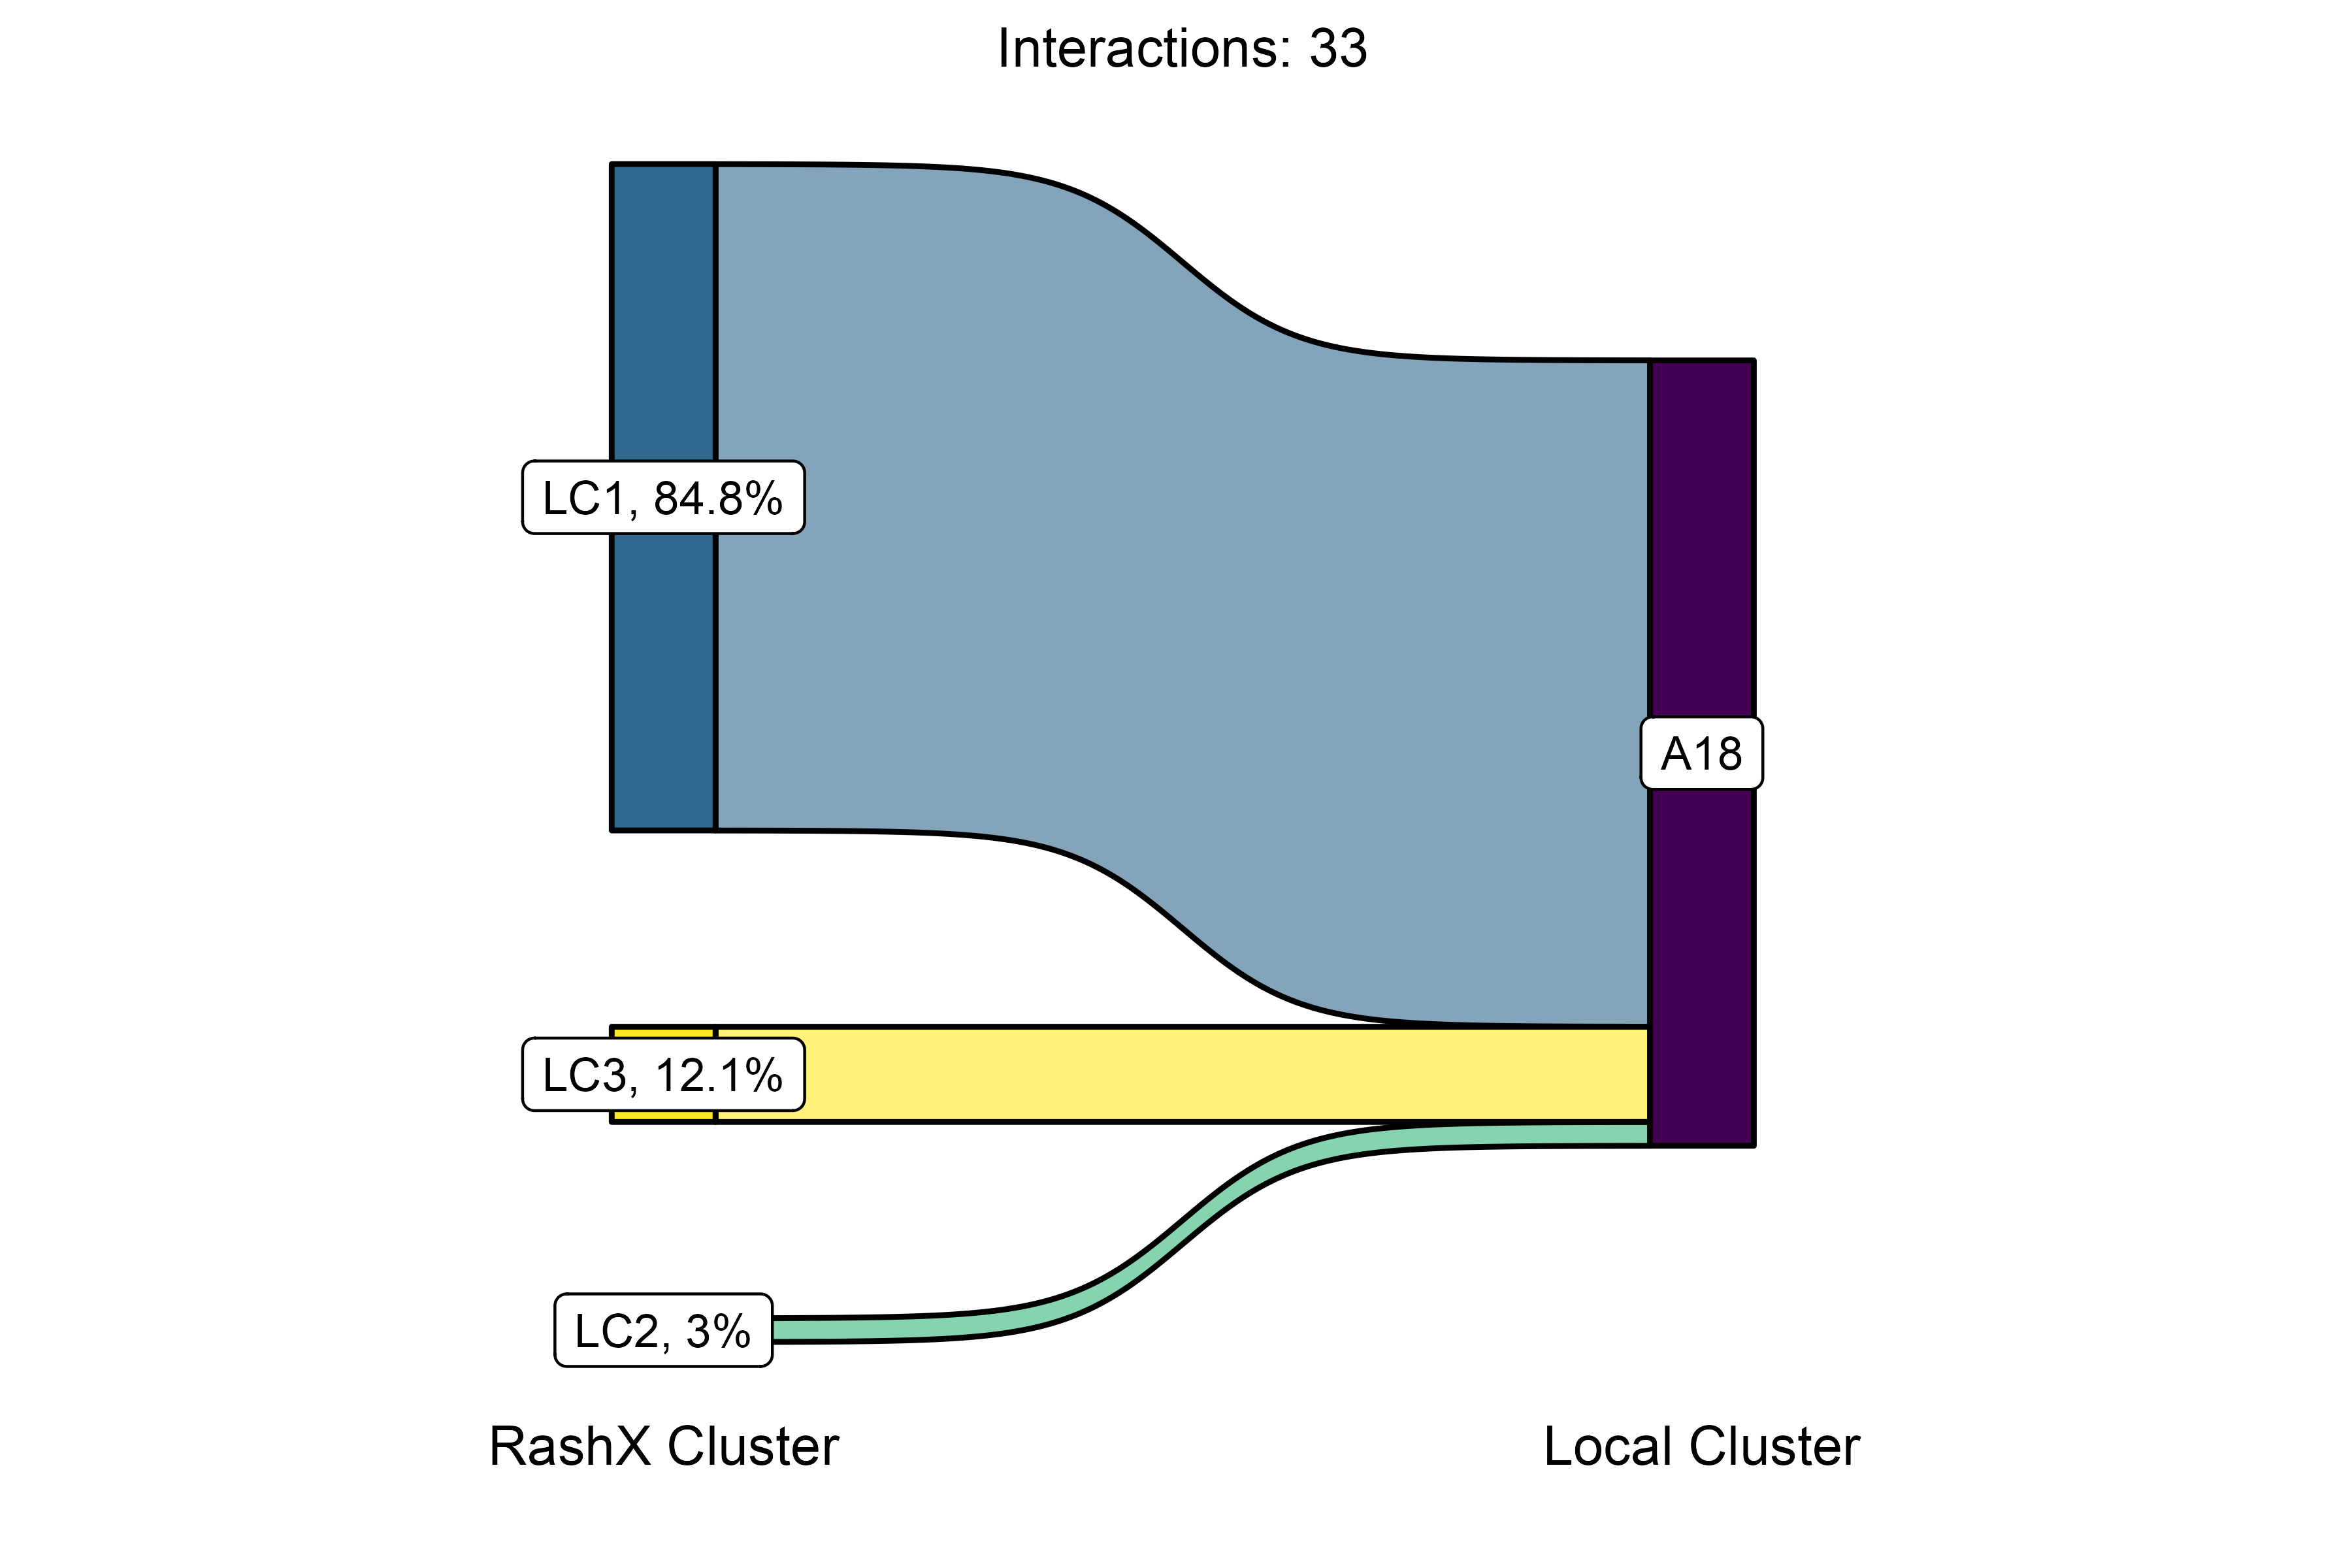 Interactions: 33
LC1, 84.8%
A18
LC3, 12.1%
LC2, 3%
RashX Cluster
Local Cluster